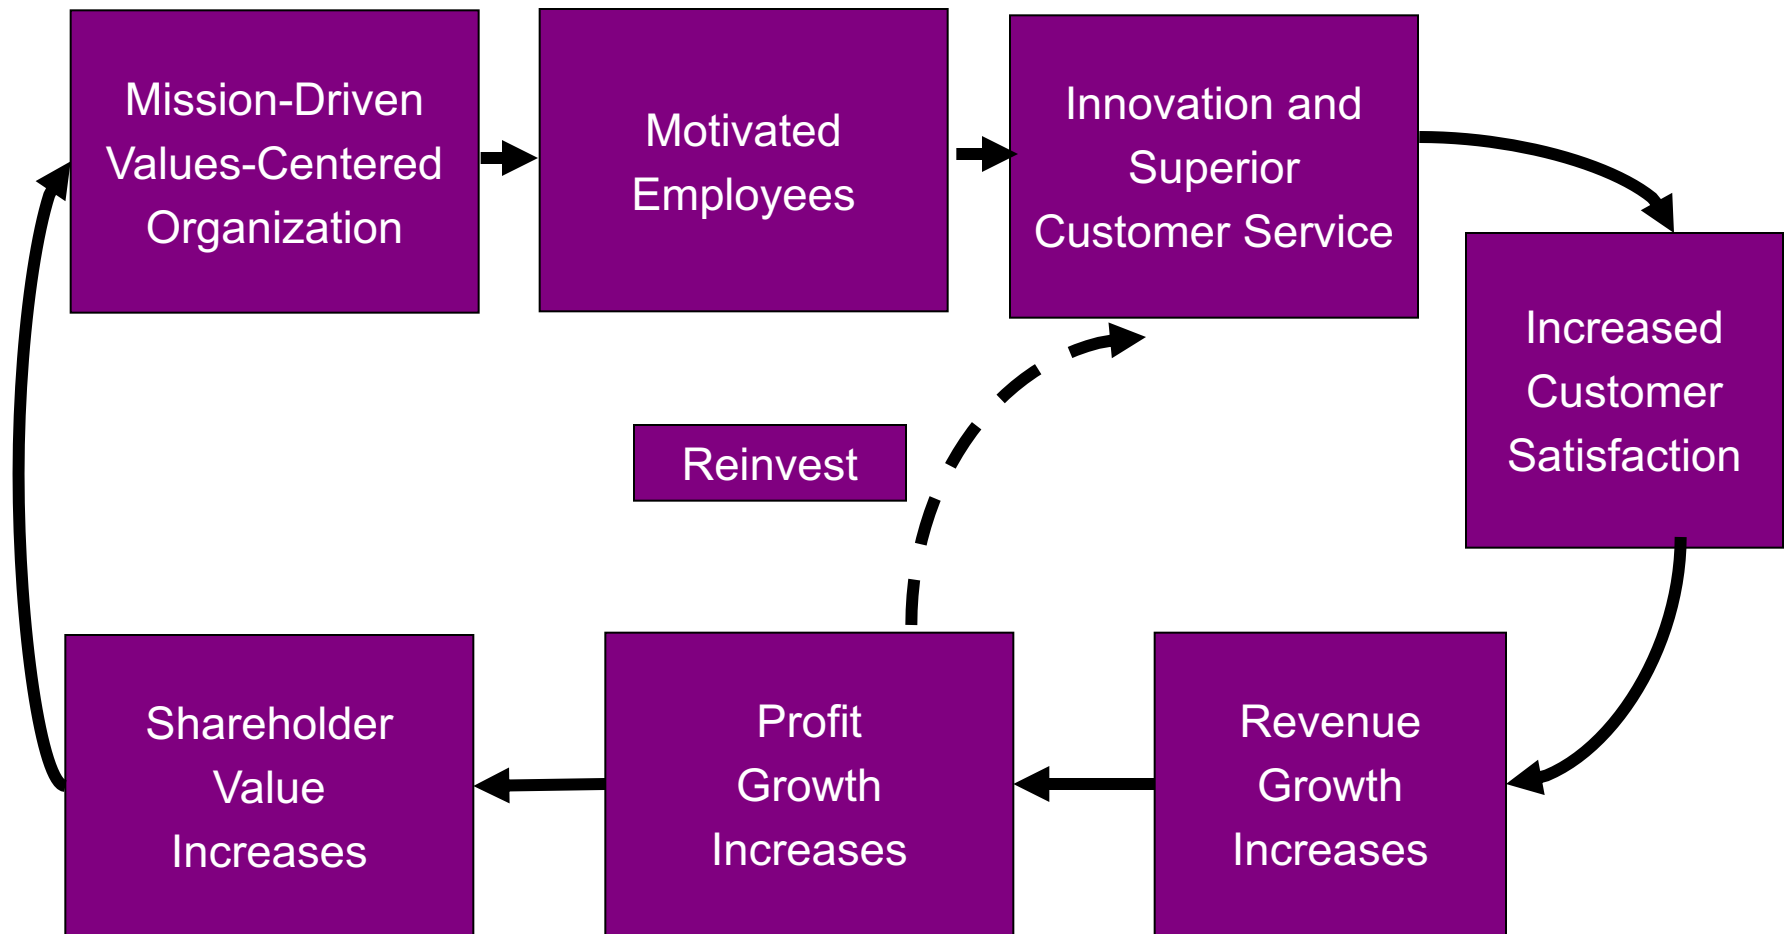 Mission-Driven
Values-Centered
Organization
Motivated
Employees
Innovation and
Superior
Customer Service
Increased
Customer
Satisfaction
Reinvest
Shareholder
Value
Increases
Profit
Growth
Increases
Revenue
Growth
Increases